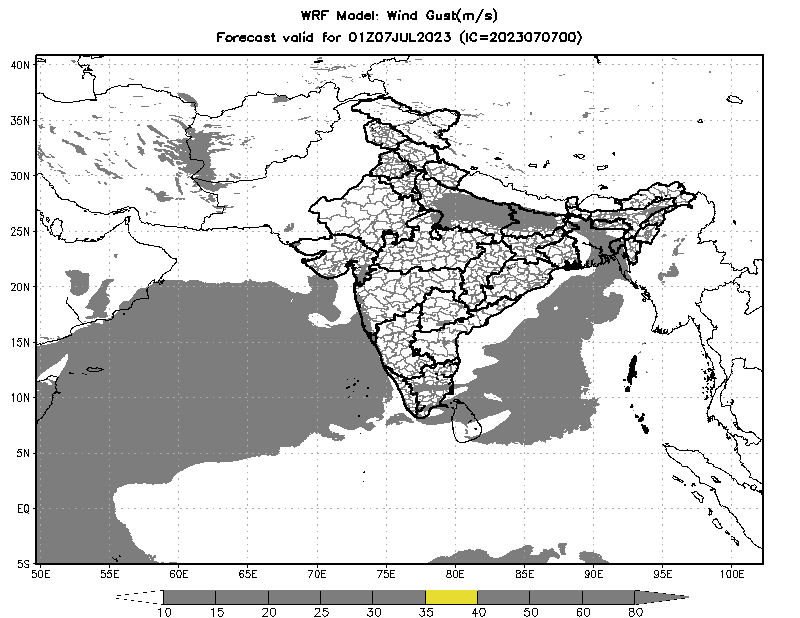 WRF Model: Wind Gust(m/s)
Forecast valid for 01Z07JUL2023 (IC=2023070700)
40N
35N
30N
25N
20N
15N
10N
5N
EQ
5S
50E 55E 60E 65E 70E 75E 80E 85E 90E 95E 100E
10 15 20 25 30 35 40 50 60 80